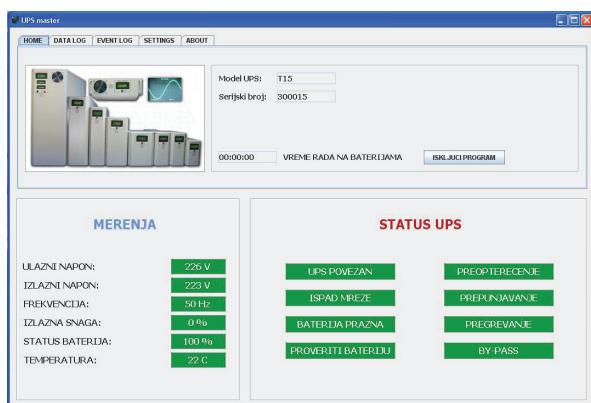 UPS master
HOME DATA LOG EVENT LOG SETTINGS ABOUT
Model UPS: T15
Serijski broj: 300015
00:00:00 VREME RADA NA BATERIJAMA ISKLJUCI PROGRAM
MERENJA
ULAZNI NAPON: 226 V
IZLAZNI NAPON: 223 V
FREKVENCIJA: 50 Hz
IZLAZNA SNAGA: 0 %
STATUS BATERIJA: 100 %
TEMPERATURA: 22 C
STATUS UPS
UPS POVEZAN PREOPTERECENJE
ISPAD MREZE PREPUNJAVANJE
BATERIJA PRAZNA PREGREVANJE
PROVERITI BATERIJU BY-PASS